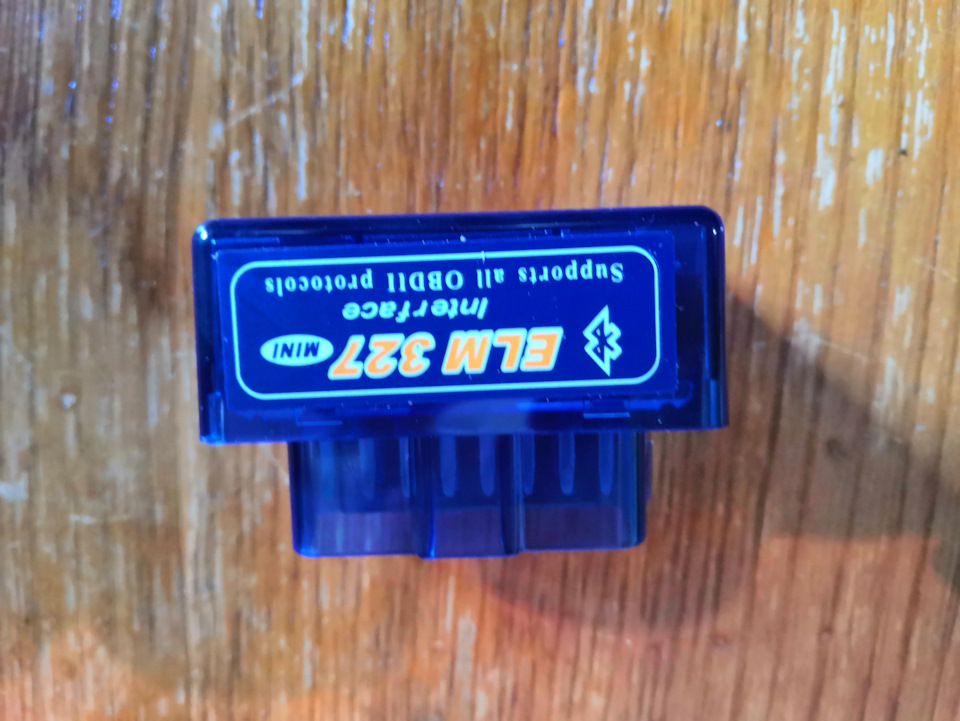 ELM 327 MINI
Interface
Supports all OBDII protocols